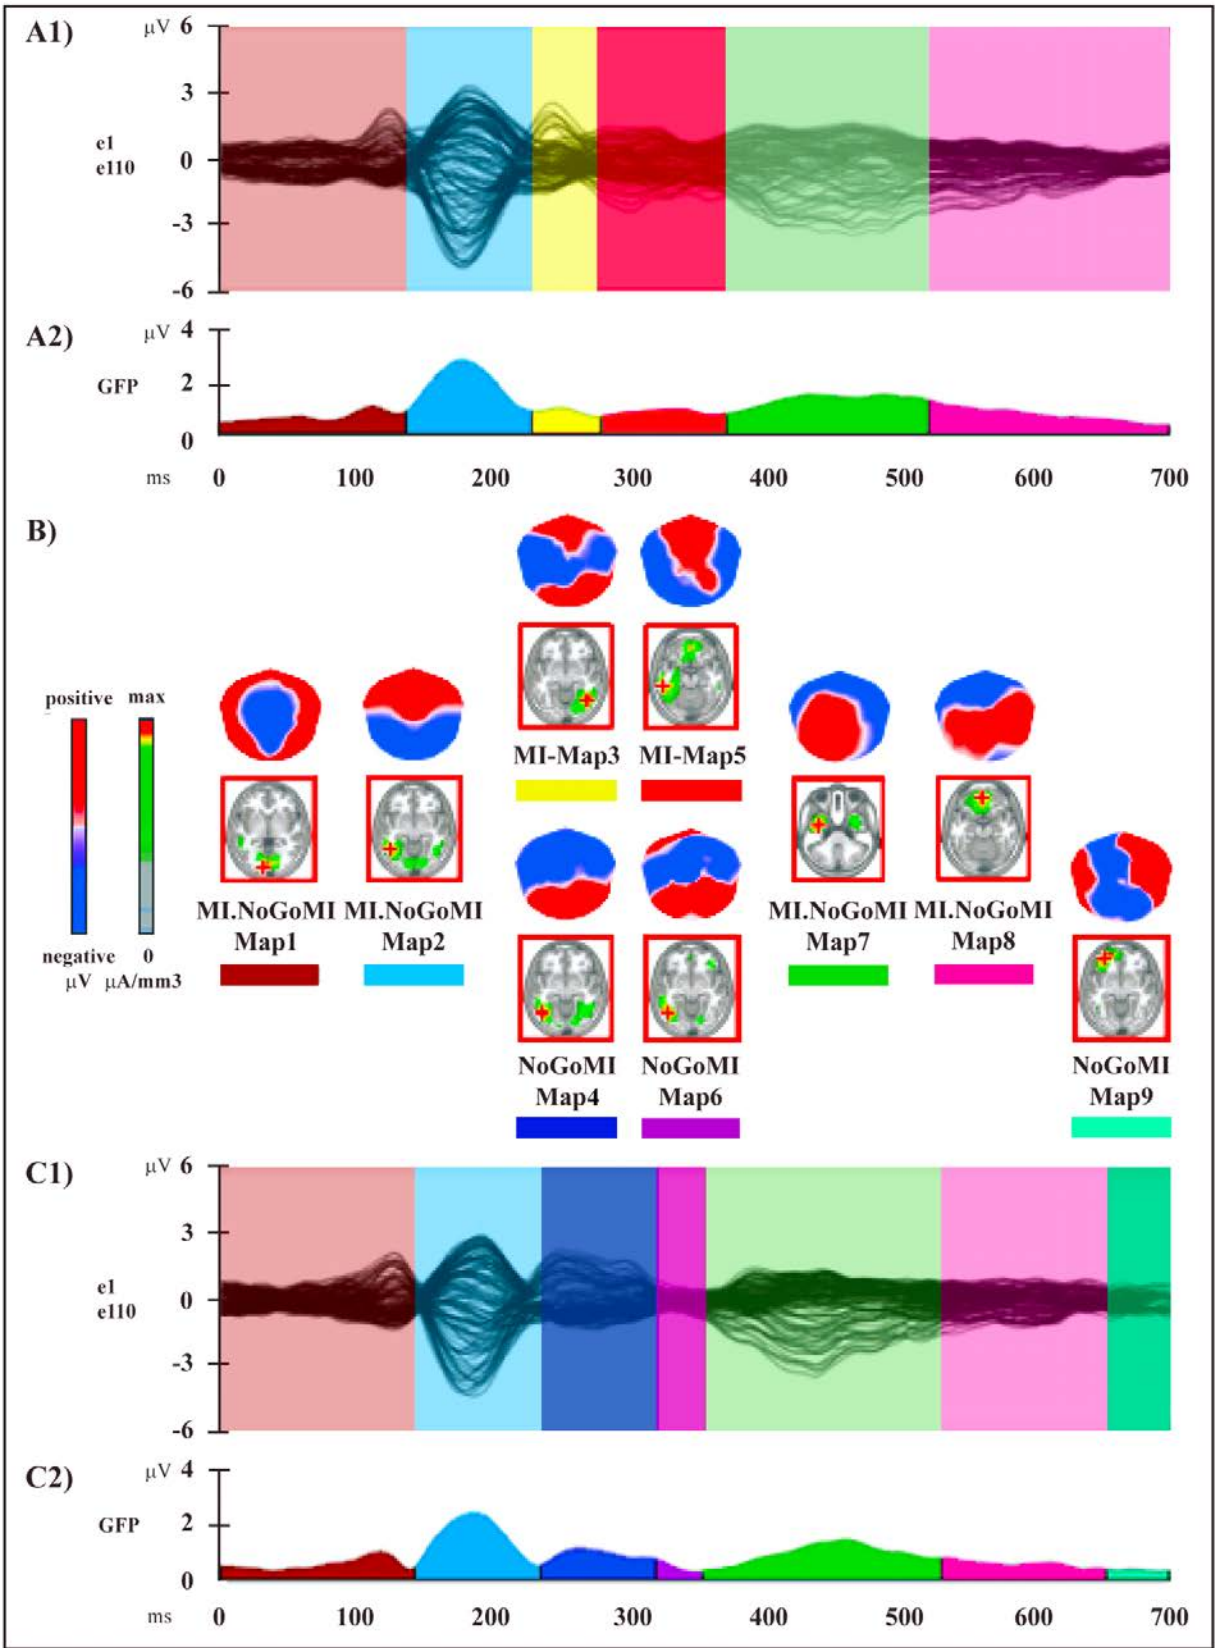 A1)
µV 6
3
e1
e110
0
-3
-6
A2)
µV 4
GFP
2
0
ms 0 100 200 300 400 500 600 700
B)
positive max
negative 0
µV µA/mm3
MI-Map3 MI-Map5
MI.NoGoMI MI.NoGoMI
Map1 Map2
MI.NoGoMI MI.NoGoMI
Map7 Map8
NoGoMI NoGoMI
Map4 Map6
NoGoMI
Map9
C1)
µV 6
3
e1
e110
0
-3
-6
C2)
µV 4
GFP
2
0
ms 0 100 200 300 400 500 600 700